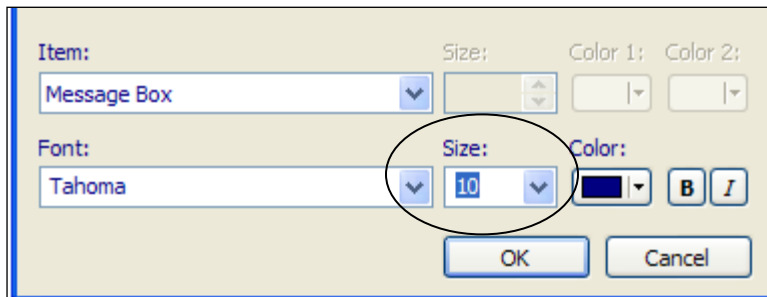 Item: Size: Color 1: Color 2:
Message Box
Font: Size: Color:
Tahoma 10 B I
OK Cancel